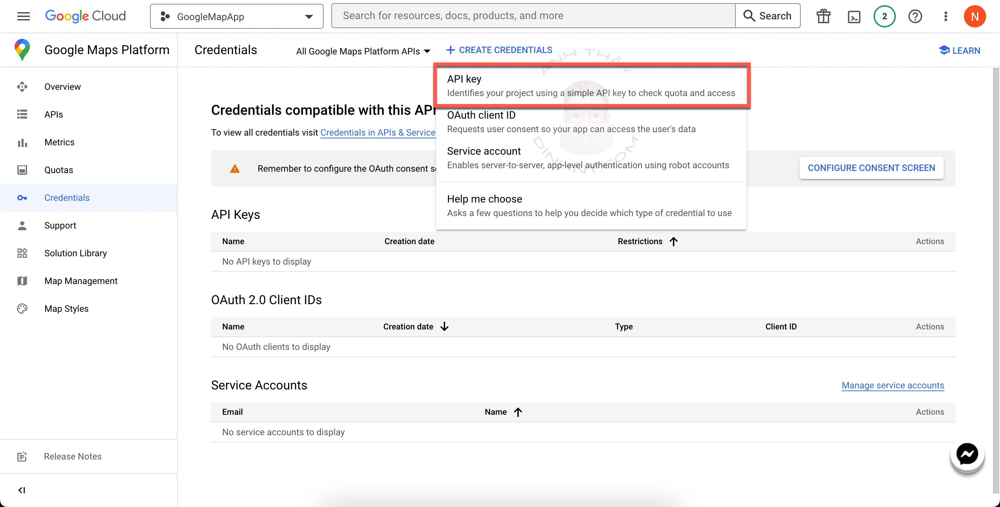 Google Cloud
GoogleMapApp
Search for resources, docs, products, and more
Search
2
N
Google Maps Platform
Credentials
All Google Maps Platform APIs
+ CREATE CREDENTIALS
LEARN
Overview
APIs
Metrics
Quotas
Credentials
Support
Solution Library
Map Management
Map Styles
Release Notes
API key
Identifies your project using a simple API key to check quota and access
OAuth client ID
Requests user consent so your app can access the user's data
Service account
Enables server-to-server, app-level authentication using robot accounts
Help me choose
Asks a few questions to help you decide which type of credential to use
ANH THẦY
DINHNT.COM
Credentials compatible with this API
To view all credentials visit Credentials in APIs & Service
Remember to configure the OAuth consent
CONFIGURE CONSENT SCREEN
API Keys
Name Creation date Restrictions Actions
No API keys to display
OAuth 2.0 Client IDs
Name Creation date Type Client ID Actions
No OAuth clients to display
Service Accounts
Manage service accounts
Email Name Actions
No service accounts to display